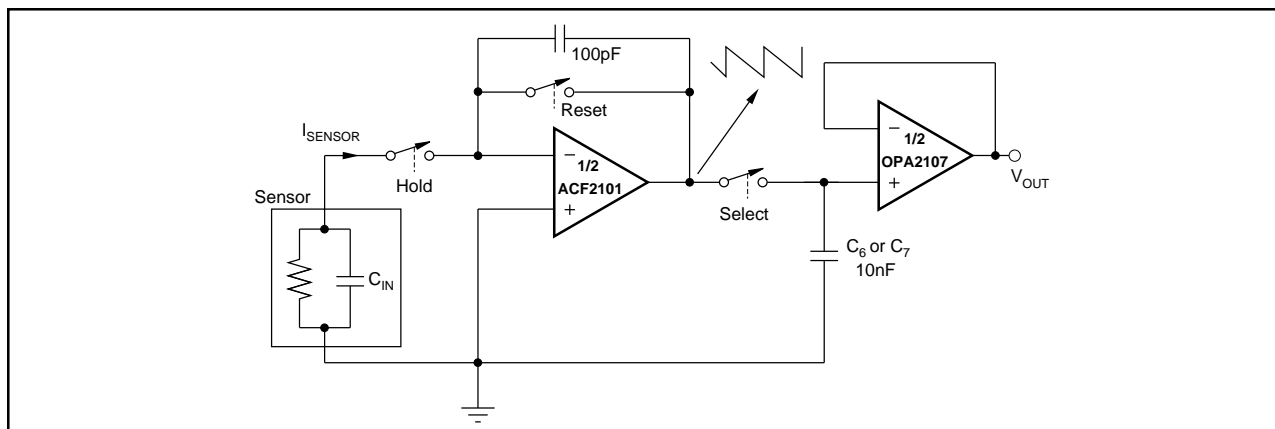 100pF
Reset
I_SENSOR
Hold
−
1/2
ACF2101
+
Select
−
1/2
OPA2107
+
V_OUT
Sensor
C_IN
C_6 or C_7
10nF